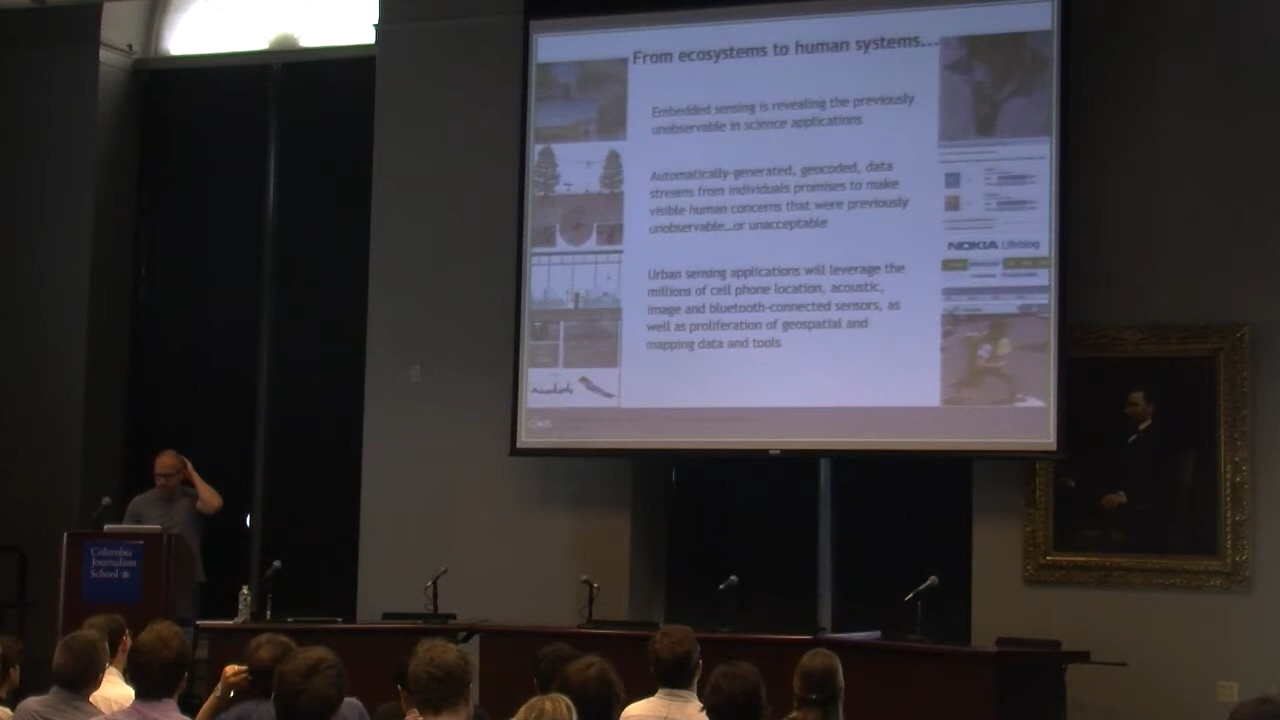 From ecosystems to human systems...
Embedded sensing is revealing the previously
unobservable in science applications
Automatically-generated, geocoded, data
streams from individuals promises to make
visible human concerns that were previously
unobservable...or unacceptable
Urban sensing applications will leverage the
millions of cell phone location, acoustic,
image and bluetooth-connected sensors, as
well as proliferation of geospatial and
mapping data and tools
NOKIA Lifeblog
Columbia
Journalism
School